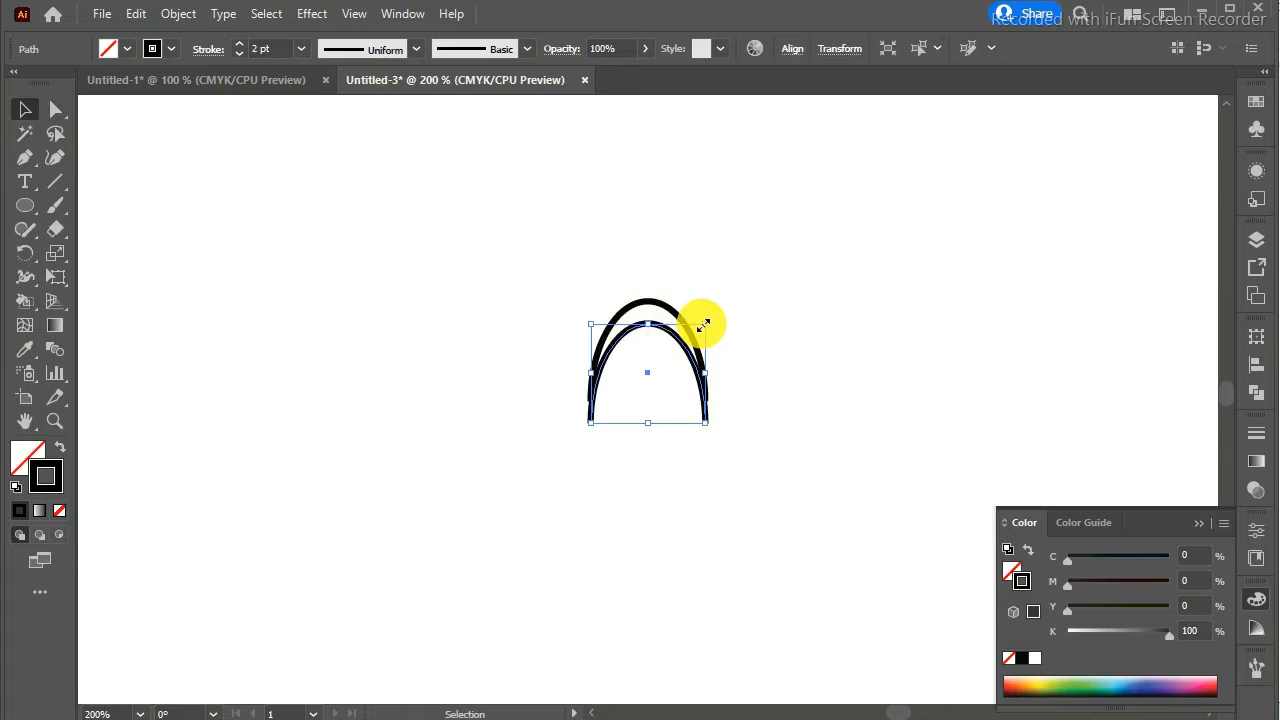 Ai File Edit Object Type Select Effect View Window Help Share
Recorded with iFun Screen Recorder
Path Stroke: 2 pt Uniform Basic Opacity: 100% Style: Align Transform
Untitled-1* @ 100 % (CMYK/CPU Preview) × Untitled-3* @ 200 % (CMYK/CPU Preview) ×
Color Color Guide
C 0 %
M 0 %
Y 0 %
K 100 %
200% 0° 1 Selection